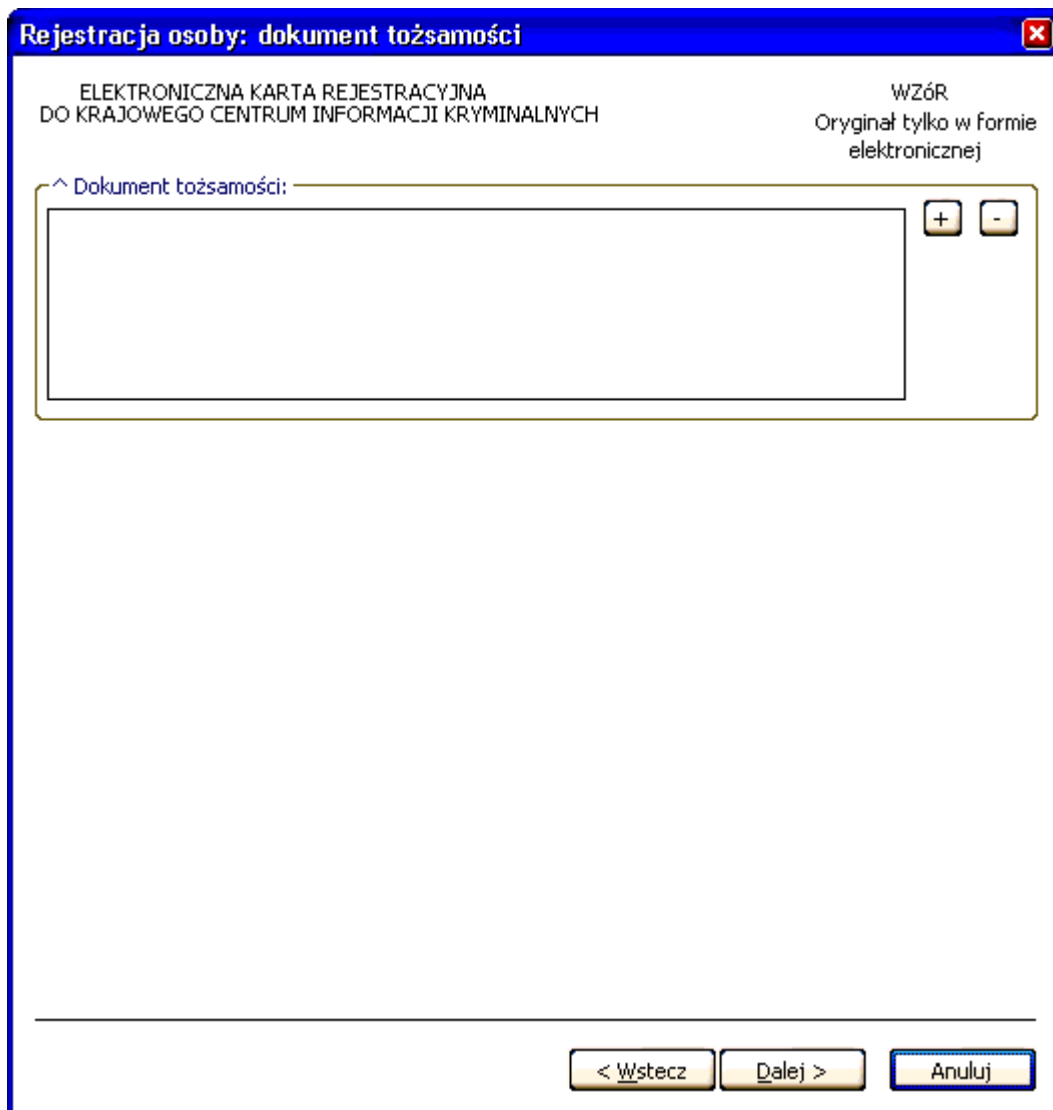 Rejestracja osoby: dokument tożsamości
ELEKTRONICZNA KARTA REJESTRACYJNA
DO KRAJOWEGO CENTRUM INFORMACJI KRYMINALNYCH
WZóR
Oryginał tylko w formie
elektronicznej
^ Dokument tożsamości:
+ -
< Wstecz Dalej > Anuluj